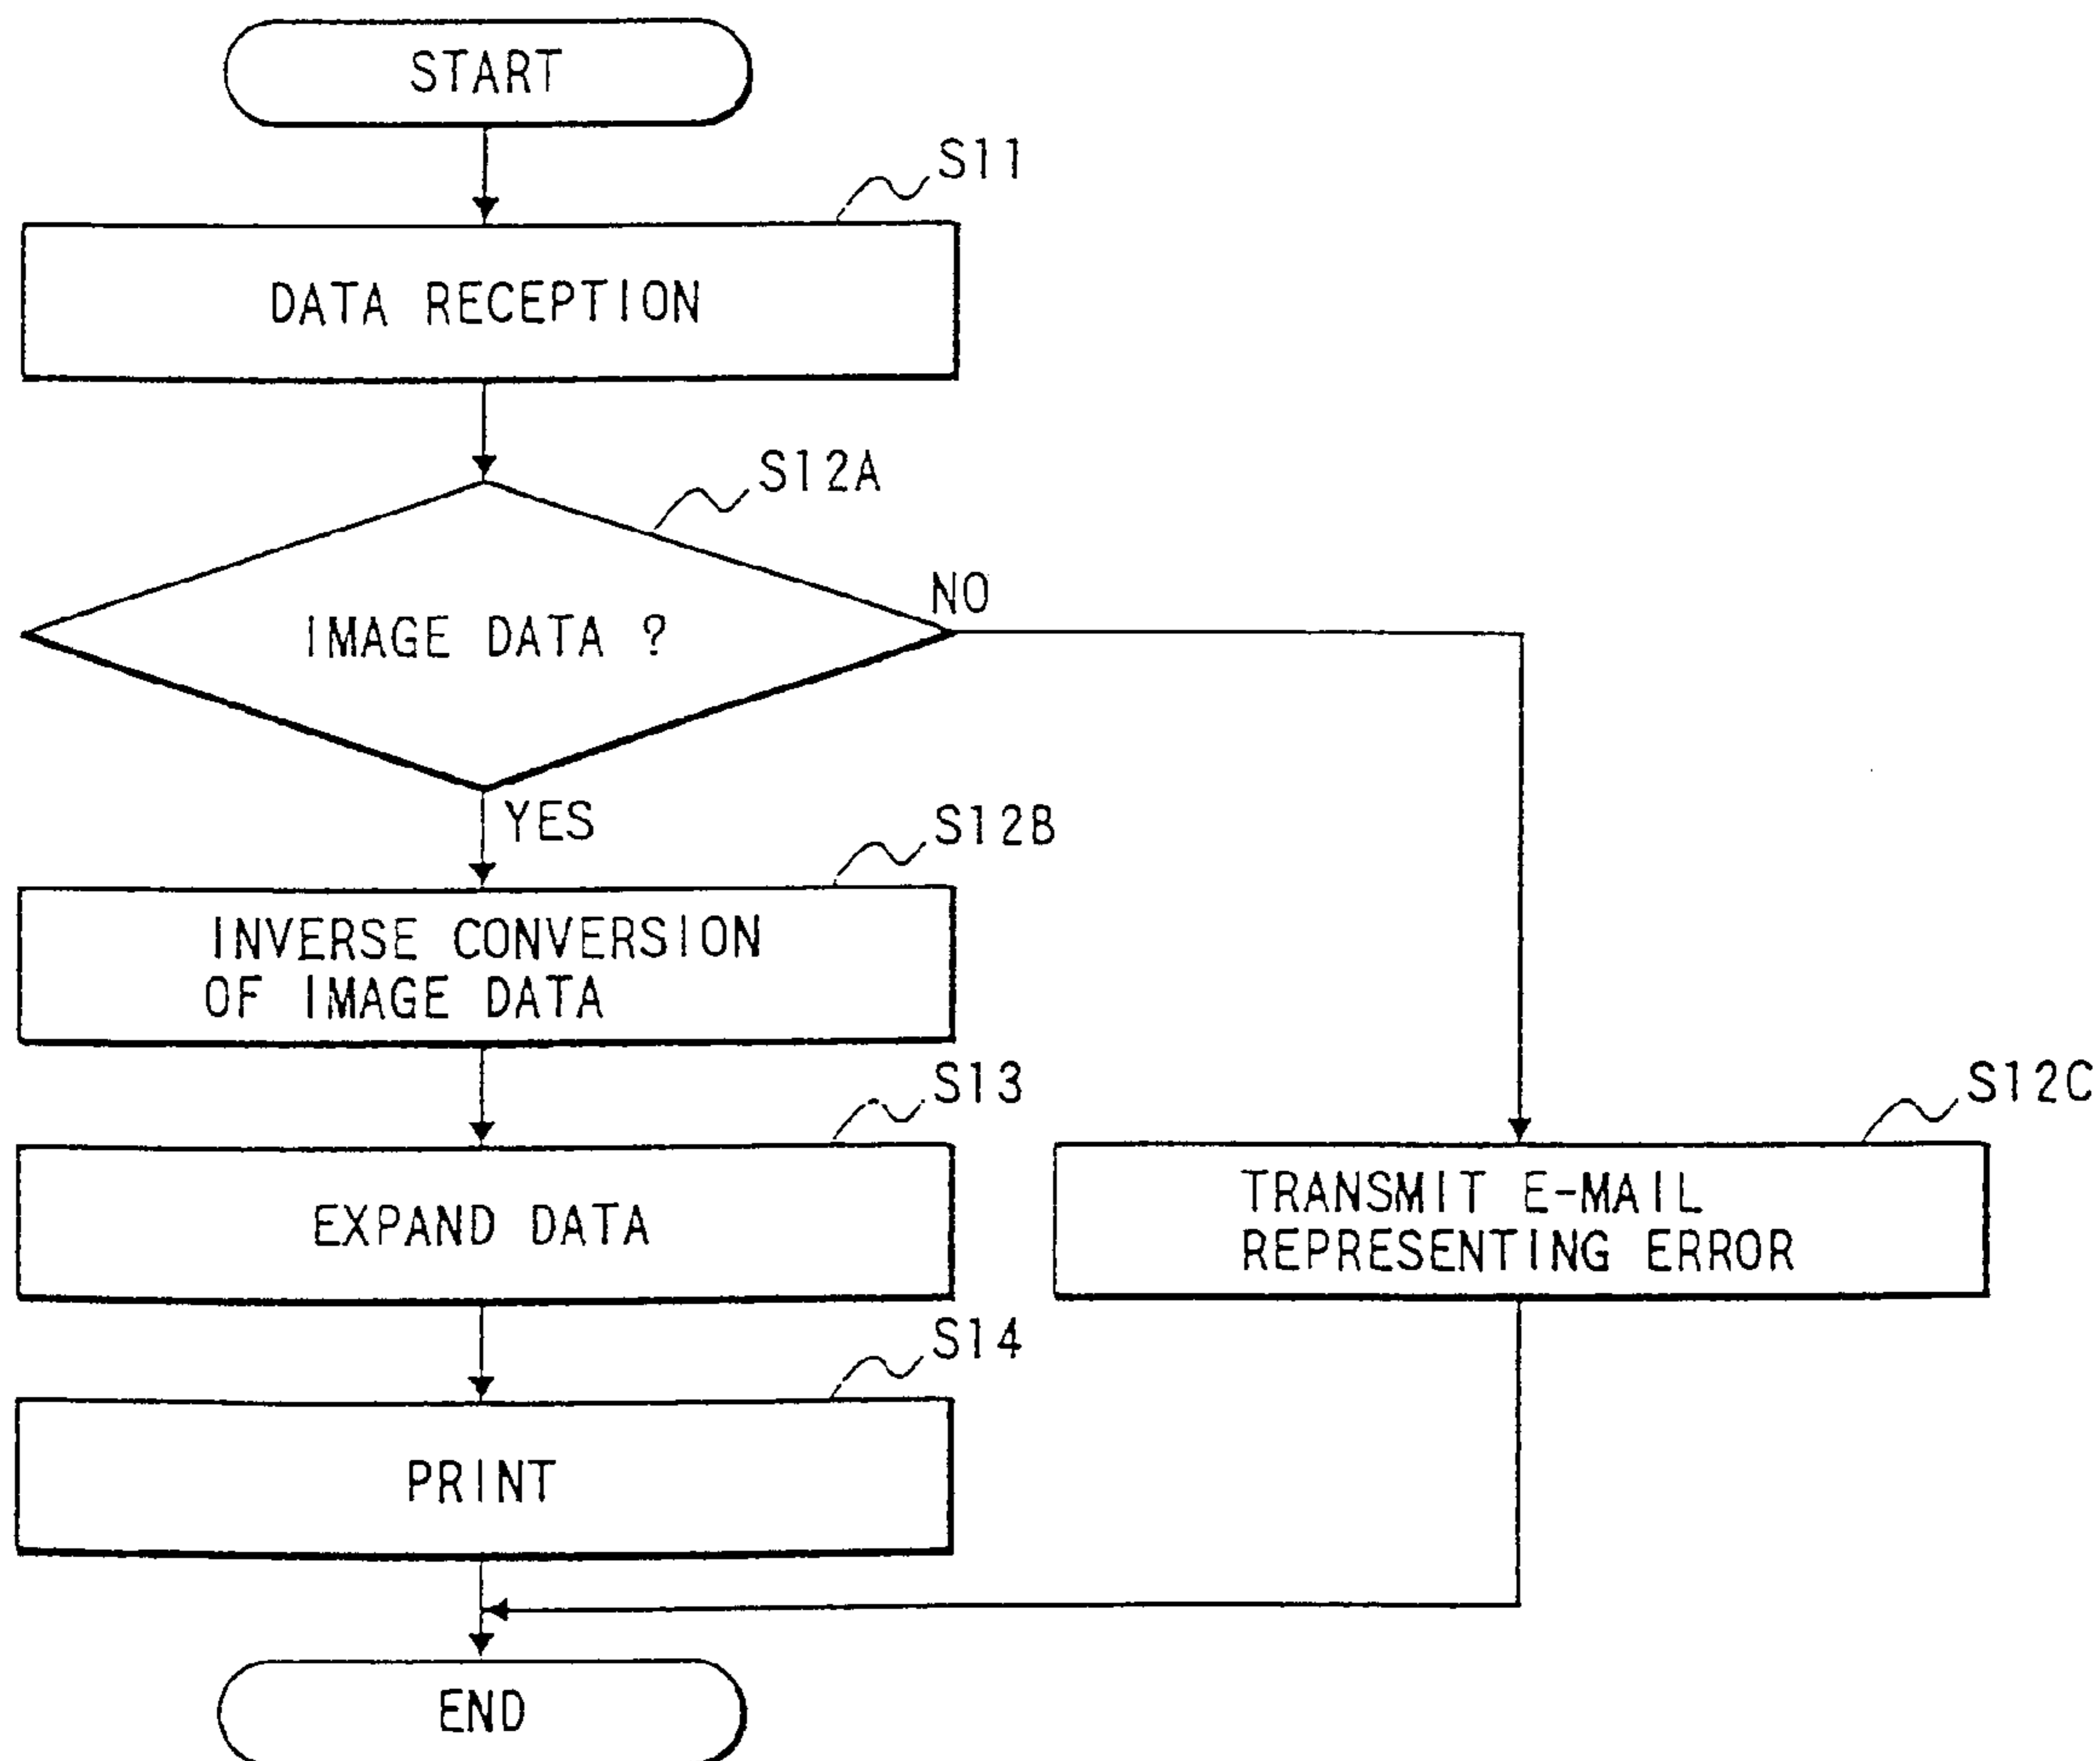 START
S11
DATA RECEPTION
S12A
NO
IMAGE DATA ?
YES
S12B
INVERSE CONVERSION
OF IMAGE DATA
S13
S12C
EXPAND DATA
TRANSMIT E-MAIL
REPRESENTING ERROR
S14
PRINT
END